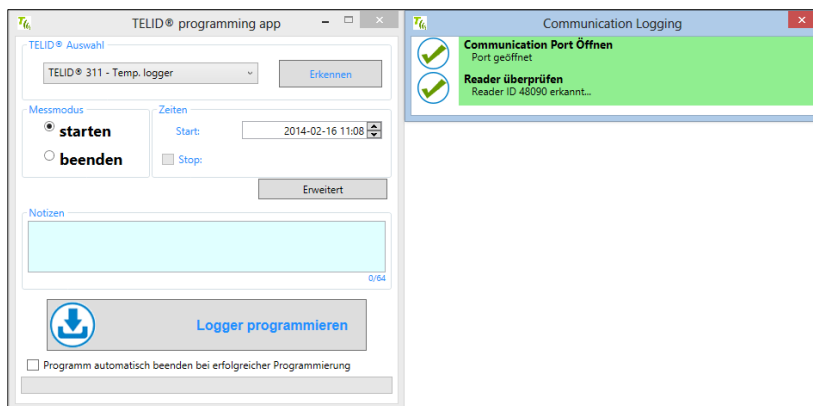 TELID® programming app
TELID® Auswahl
TELID® 311 - Temp. logger
Erkennen
Messmodus
starten
beenden
Zeiten
Start:
2014-02-16 11:08
Stop:
Erweitert
Notizen
0/64
Logger programmieren
Programm automatisch beenden bei erfolgreicher Programmierung
Communication Logging
Communication Port Öffnen
Port geöffnet
Reader überprüfen
Reader ID 48090 erkannt...